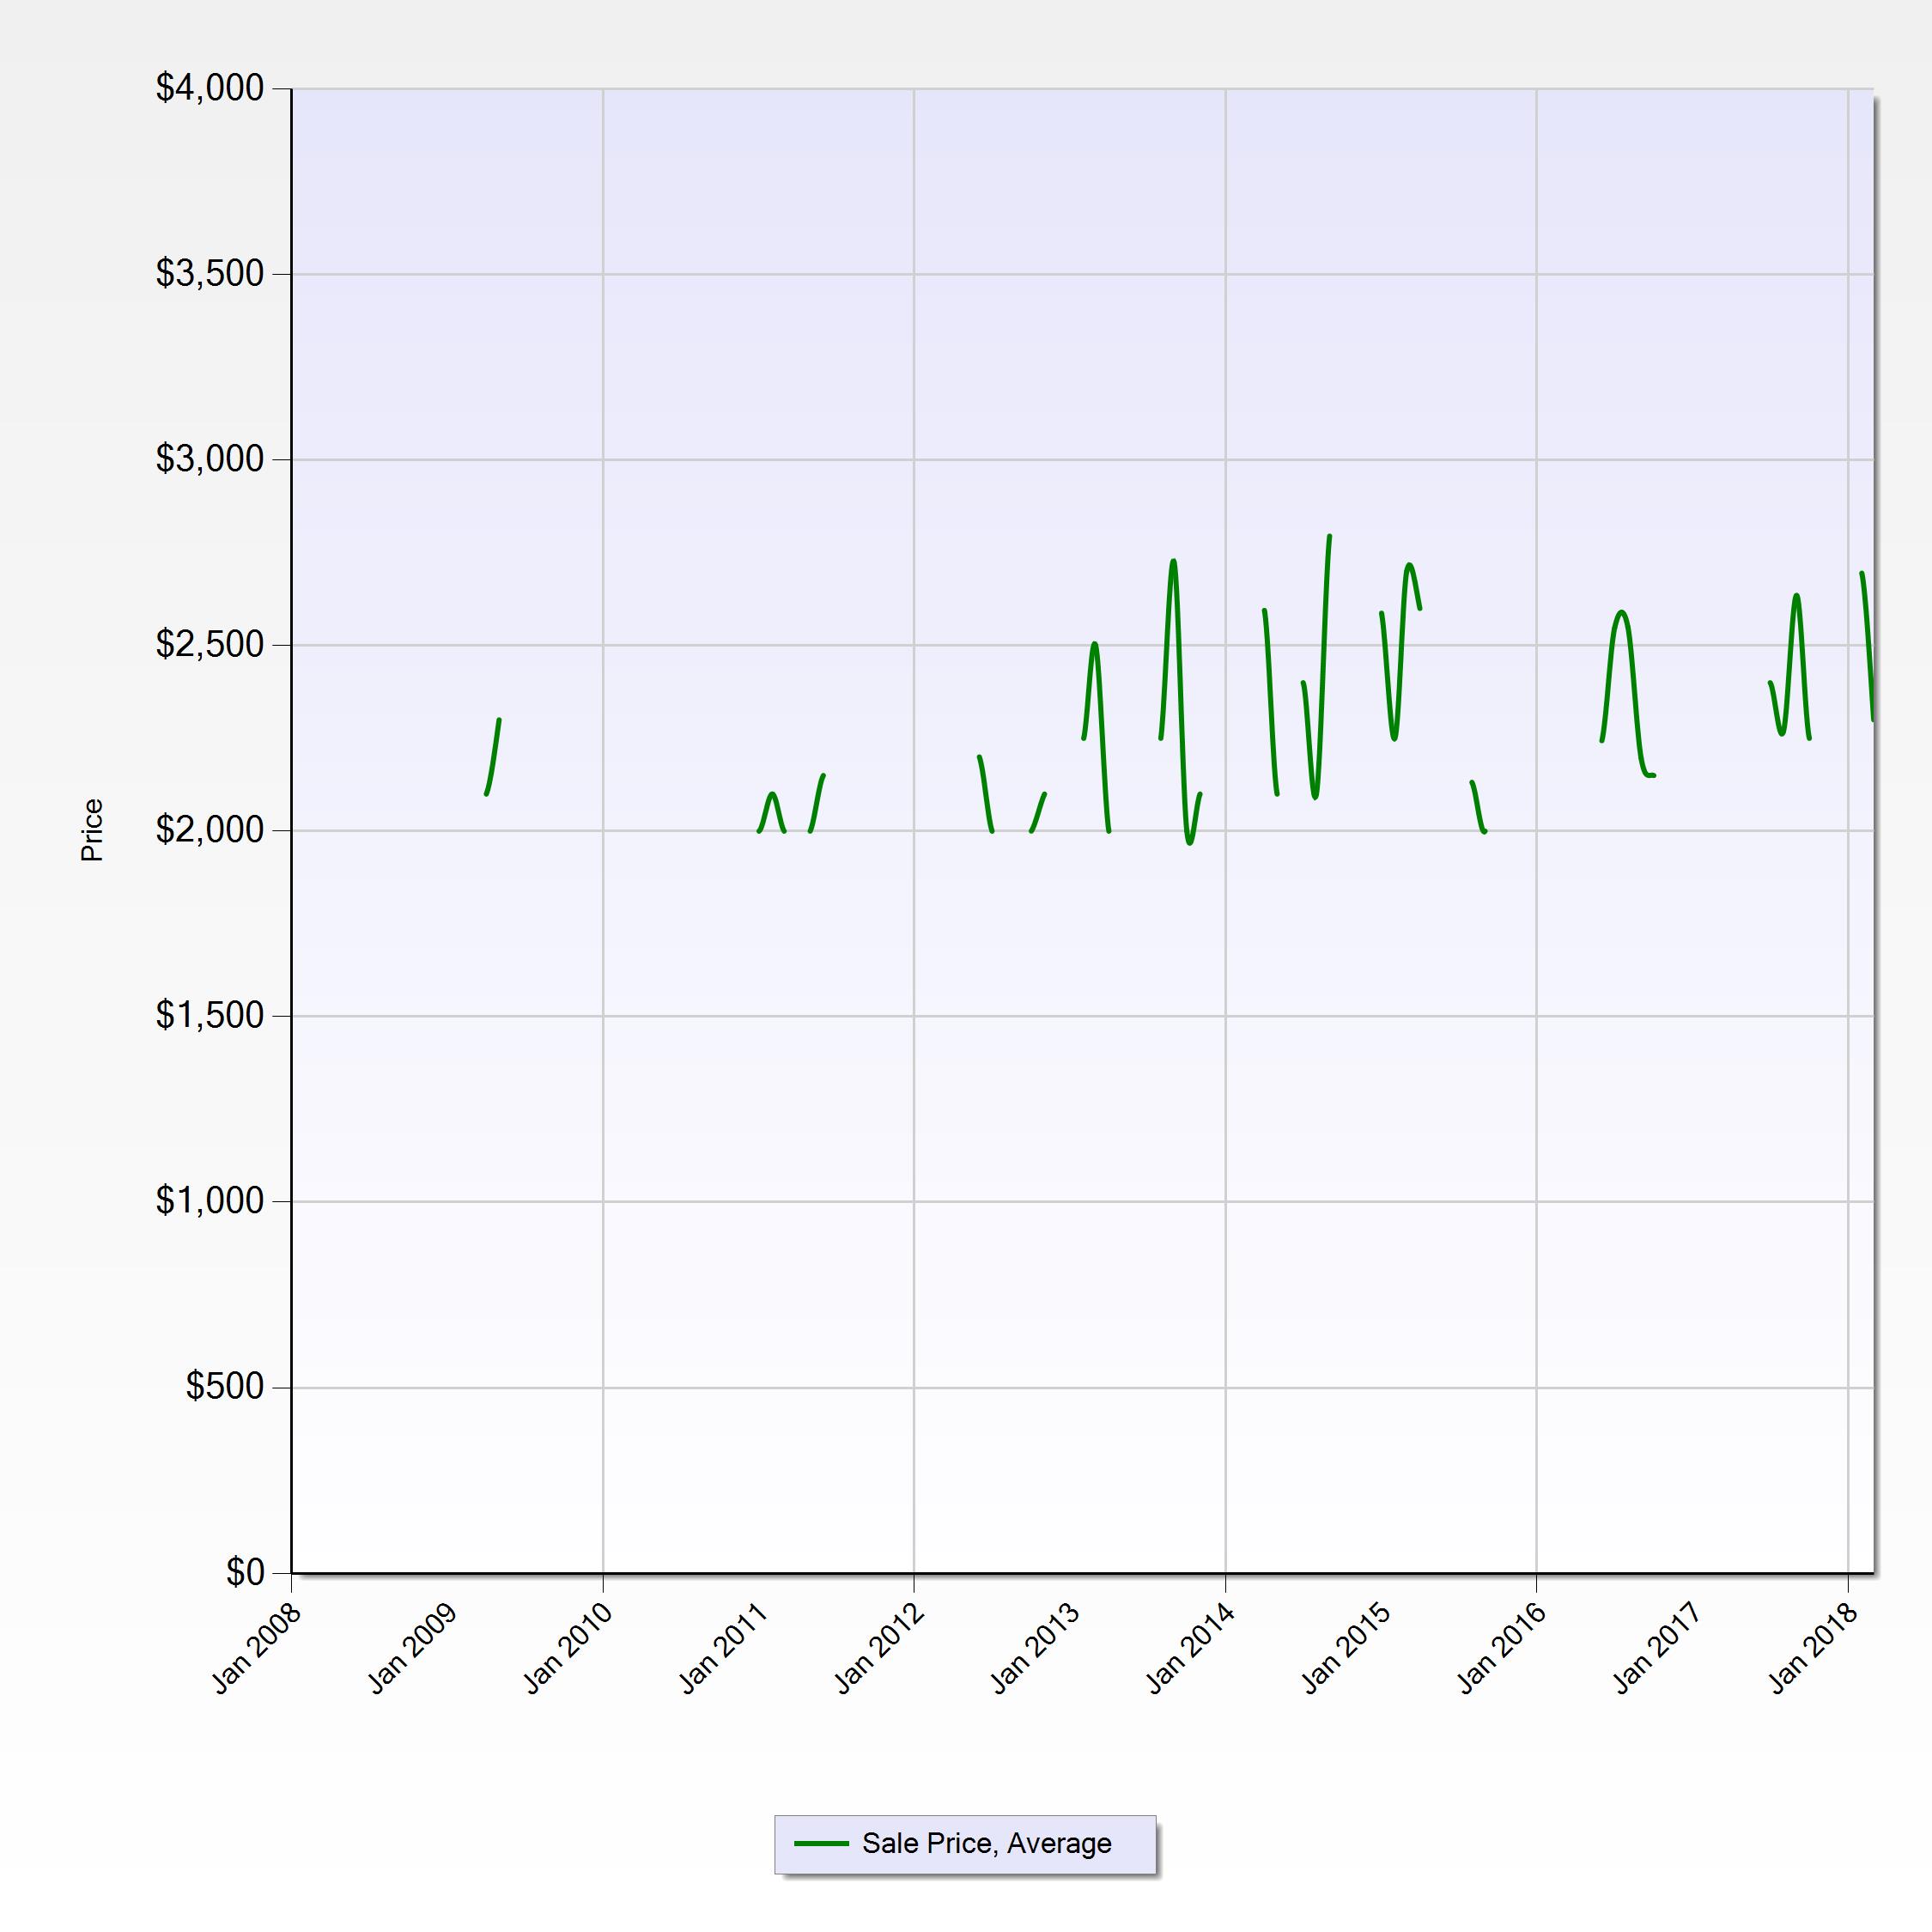 $4,000
$3,500
$3,000
$2,500
$2,000
$1,500
$1,000
$500
$0
Price
Jan 2008
Jan 2009
Jan 2010
Jan 2011
Jan 2012
Jan 2013
Jan 2014
Jan 2015
Jan 2016
Jan 2017
Jan 2018
Sale Price, Average